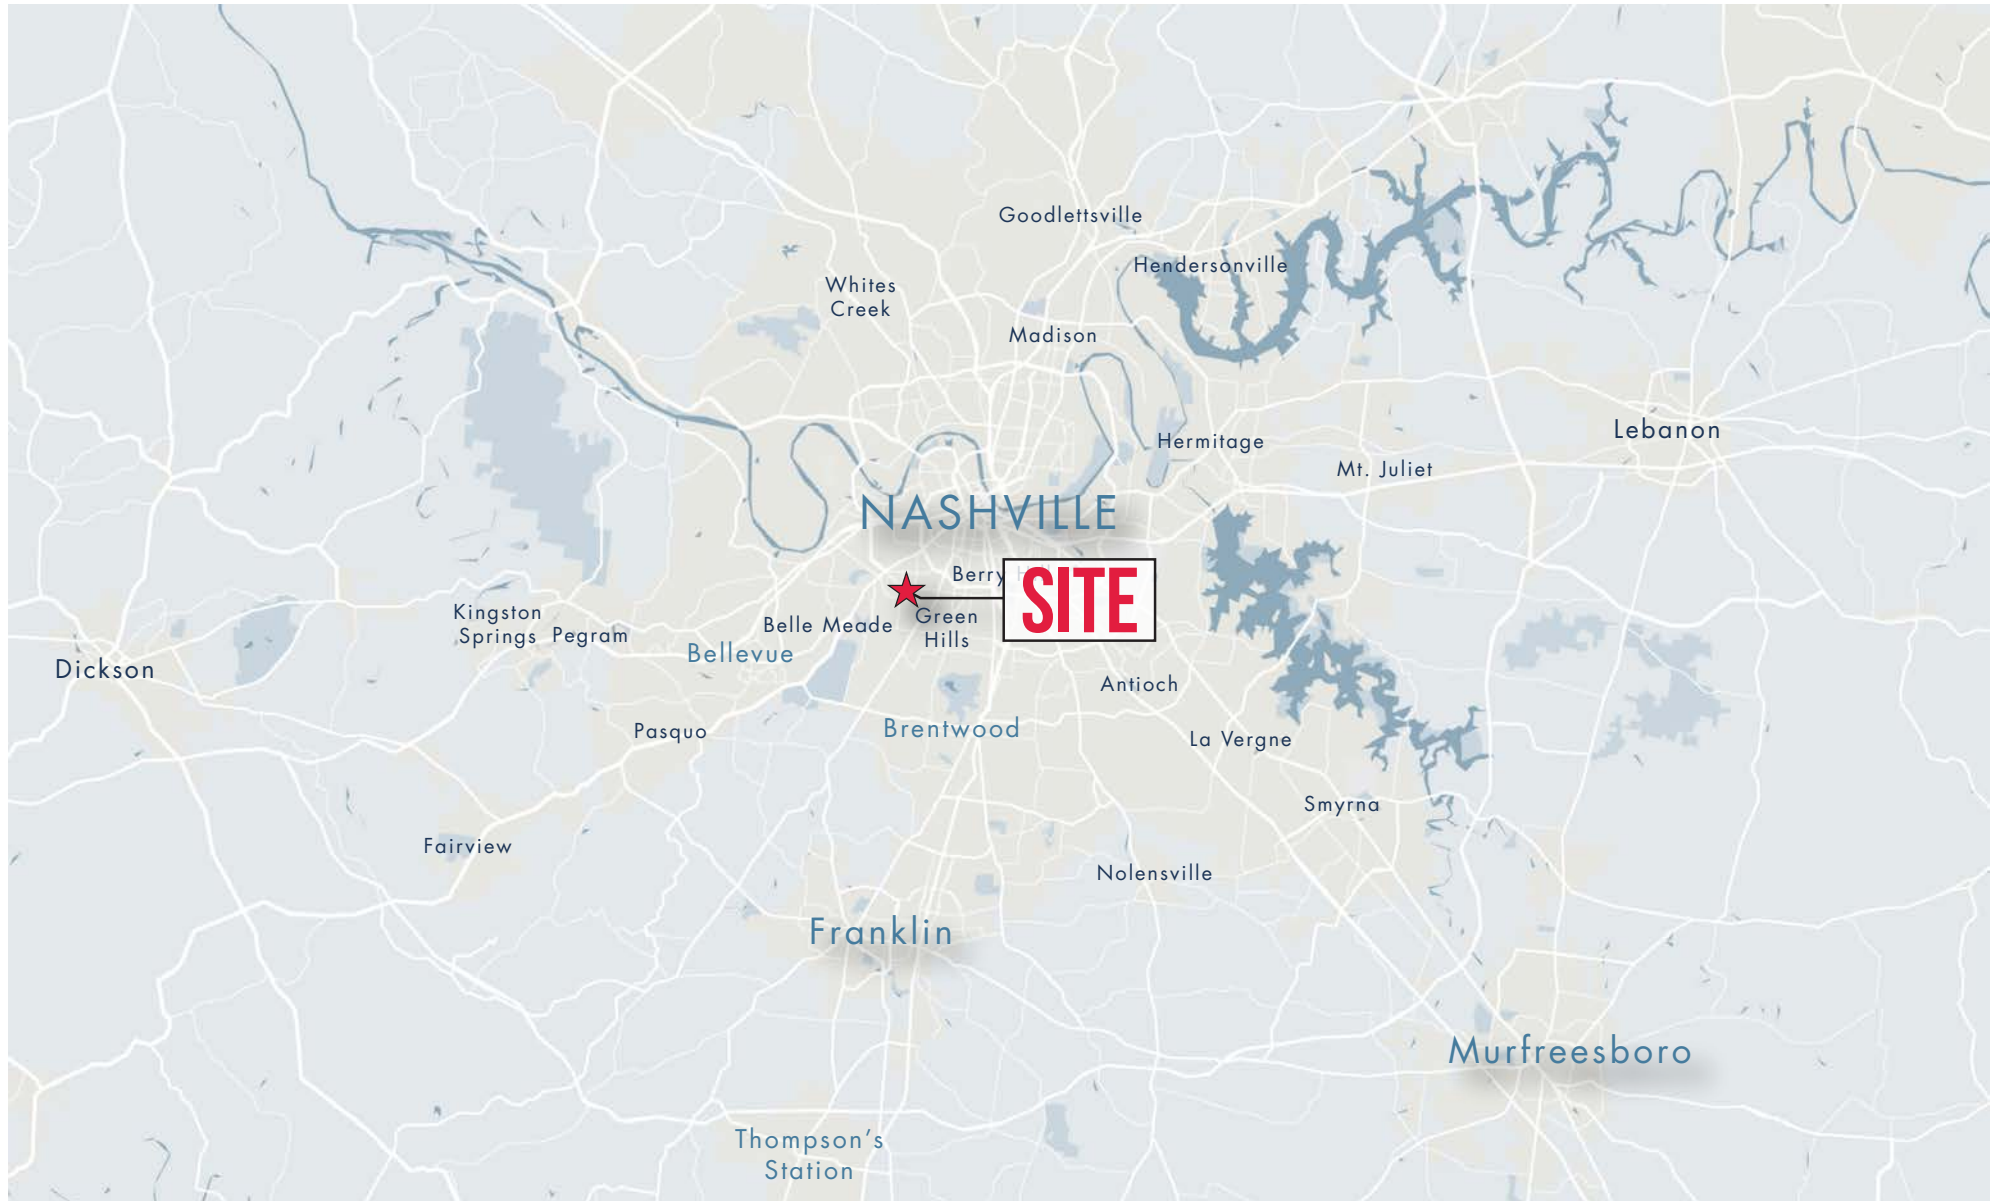 Goodlettsville
Hendersonville
Whites
Creek
Madison
Lebanon
Hermitage
Mt. Juliet
NASHVILLE
Berry
SITE
Kingston
Springs
Pegram
Belle Meade
Green
Hills
Bellevue
Dickson
Antioch
Pasquo
Brentwood
La Vergne
Smyrna
Fairview
Nolensville
Franklin
Murfreesboro
Thompson's
Station